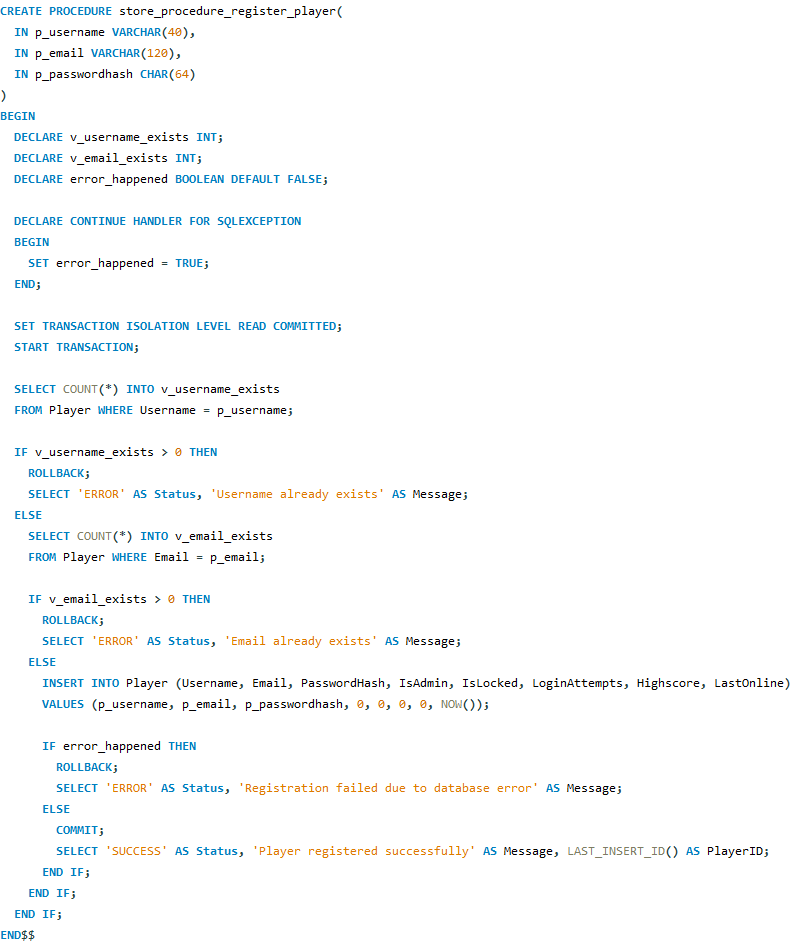 CREATE PROCEDURE store_procedure_register_player(
  IN p_username VARCHAR(40),
  IN p_email VARCHAR(120),
  IN p_passwordhash CHAR(64)
)
BEGIN
  DECLARE v_username_exists INT;
  DECLARE v_email_exists INT;
  DECLARE error_happened BOOLEAN DEFAULT FALSE;

  DECLARE CONTINUE HANDLER FOR SQLEXCEPTION
  BEGIN
    SET error_happened = TRUE;
  END;

  SET TRANSACTION ISOLATION LEVEL READ COMMITTED;
  START TRANSACTION;

  SELECT COUNT(*) INTO v_username_exists
  FROM Player WHERE Username = p_username;

  IF v_username_exists > 0 THEN
    ROLLBACK;
    SELECT 'ERROR' AS Status, 'Username already exists' AS Message;
  ELSE
    SELECT COUNT(*) INTO v_email_exists
    FROM Player WHERE Email = p_email;

    IF v_email_exists > 0 THEN
      ROLLBACK;
      SELECT 'ERROR' AS Status, 'Email already exists' AS Message;
    ELSE
      INSERT INTO Player (Username, Email, PasswordHash, IsAdmin, IsLocked, LoginAttempts, Highscore, LastOnline)
      VALUES (p_username, p_email, p_passwordhash, 0, 0, 0, 0, NOW());

      IF error_happened THEN
        ROLLBACK;
        SELECT 'ERROR' AS Status, 'Registration failed due to database error' AS Message;
      ELSE
        COMMIT;
        SELECT 'SUCCESS' AS Status, 'Player registered successfully' AS Message, LAST_INSERT_ID() AS PlayerID;
      END IF;
    END IF;
  END IF;
END$$